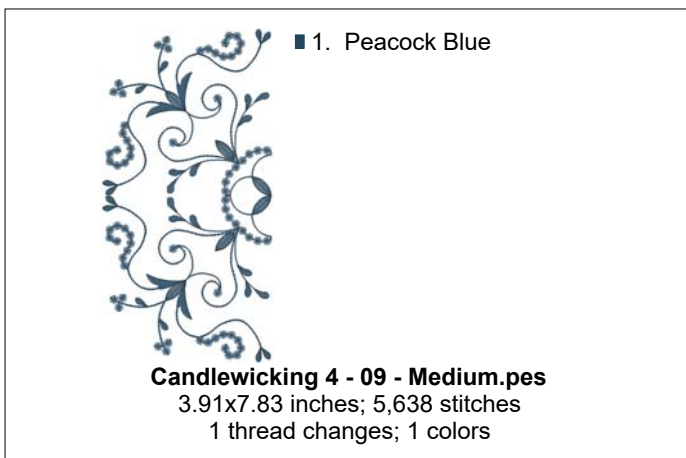 1. Peacock Blue
Candlewicking 4 - 09 - Medium.pes
3.91x7.83 inches; 5,638 stitches
1 thread changes; 1 colors